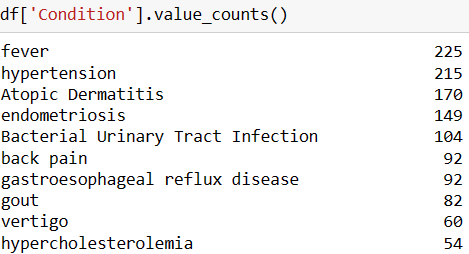 df['Condition'].value_counts()
fever 225
hypertension 215
Atopic Dermatitis 170
endometriosis 149
Bacterial Urinary Tract Infection 104
back pain 92
gastroesophageal reflux disease 92
gout 82
vertigo 60
hypercholesterolemia 54